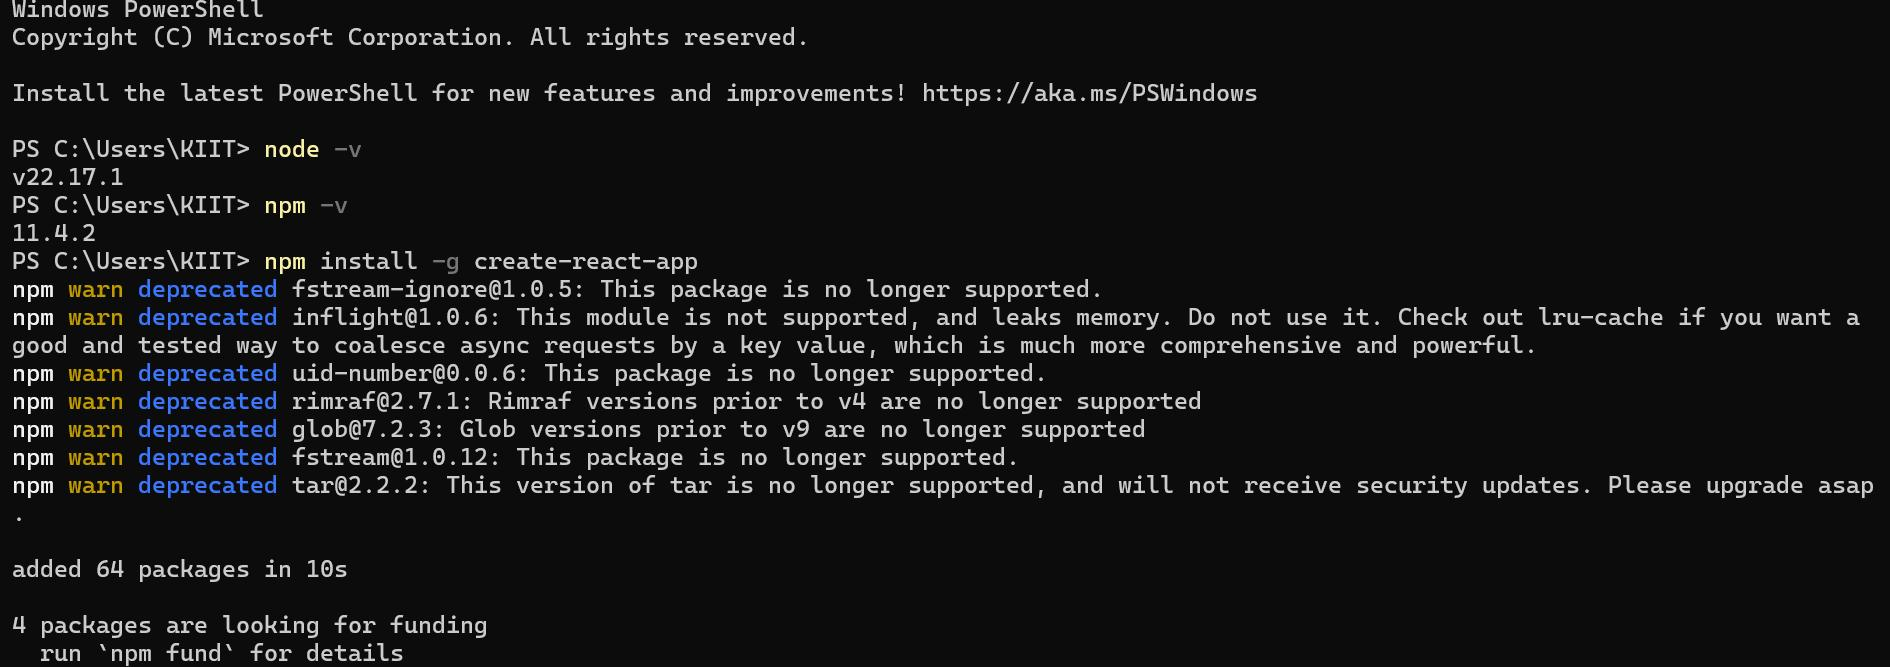 Windows PowerShell
Copyright (C) Microsoft Corporation. All rights reserved.
Install the latest PowerShell for new features and improvements! https://aka.ms/PSWindows
PS C:\Users\KIIT> node -v
v22.17.1
PS C:\Users\KIIT> npm -v
11.4.2
PS C:\Users\KIIT> npm install -g create-react-app
npm warn deprecated fstream-ignore@1.0.5: This package is no longer supported.
npm warn deprecated inflight@1.0.6: This module is not supported, and leaks memory. Do not use it. Check out lru-cache if you want a
good and tested way to coalesce async requests by a key value, which is much more comprehensive and powerful.
npm warn deprecated uid-number@0.0.6: This package is no longer supported.
npm warn deprecated rimraf@2.7.1: Rimraf versions prior to v4 are no longer supported
npm warn deprecated glob@7.2.3: Glob versions prior to v9 are no longer supported
npm warn deprecated fstream@1.0.12: This package is no longer supported.
npm warn deprecated tar@2.2.2: This version of tar is no longer supported, and will not receive security updates. Please upgrade asap
.
added 64 packages in 10s
4 packages are looking for funding
  run `npm fund` for details